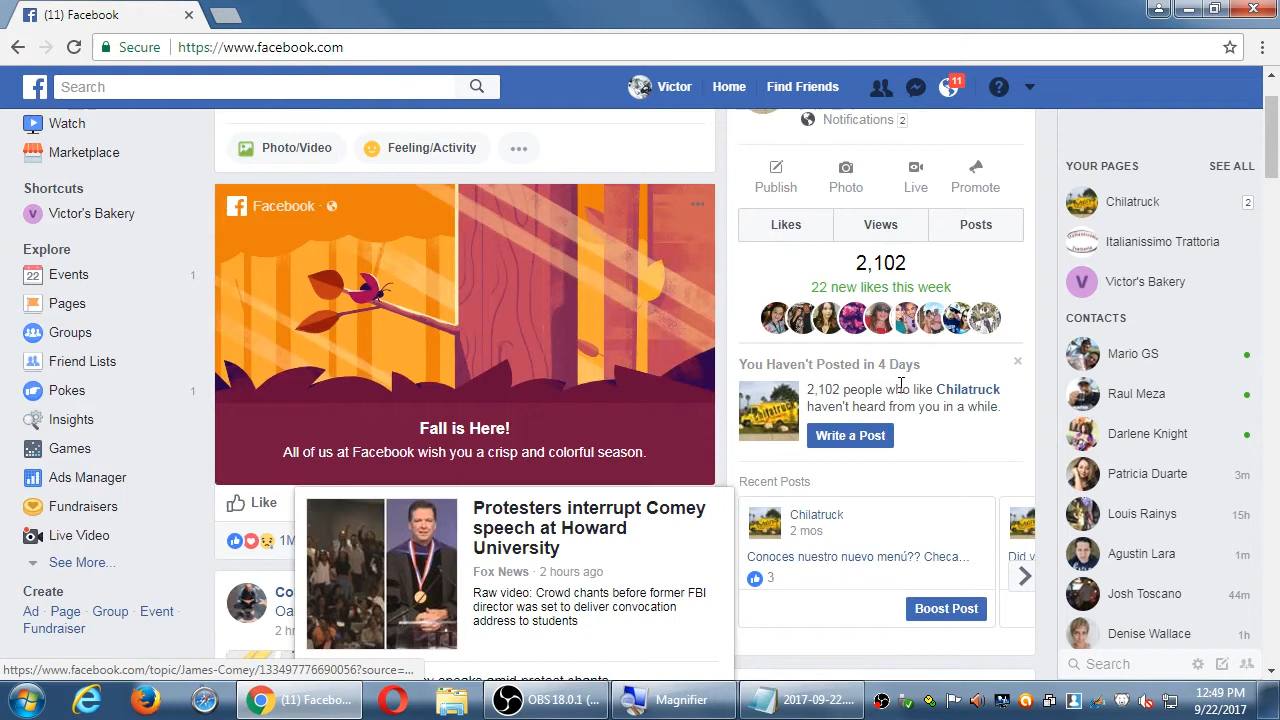 (11) Facebook
Secure
https://www.facebook.com
Search
Victor
Home
Find Friends
11
Watch
Marketplace
Shortcuts
V Victor's Bakery
Explore
22 Events 1
Pages
Groups
Friend Lists
Pokes 1
Insights
Games
Ads Manager
Fundraisers
Live Video
See More...
Create
Ad · Page · Group · Event ·
Fundraiser
Photo/Video
Feeling/Activity
Facebook ·
Fall is Here!
All of us at Facebook wish you a crisp and colorful season.
Like
1M
Co
Oa
2 hr
Protesters interrupt Comey
speech at Howard
University
Fox News · 2 hours ago
Raw video: Crowd chants before former FBI
director was set to deliver convocation
address to students
Notifications 2
Publish
Photo
Live
Promote
Likes
Views
Posts
2,102
22 new likes this week
You Haven't Posted in 4 Days
2,102 people who like Chilatruck
haven't heard from you in a while.
Write a Post
Recent Posts
Chilatruck
2 mos
Conoces nuestro nuevo menú?? Checa...
3
Boost Post
Did v
YOUR PAGES SEE ALL
Chilatruck 2
Italianissimo Trattoria
V Victor's Bakery
CONTACTS
Mario GS
Raul Meza
Darlene Knight
Patricia Duarte 3m
Louis Rainys 15h
Agustin Lara 1m
Josh Toscano 44m
Denise Wallace 1h
Search
https://www.facebook.com/topic/James-Comey/133497776690056?source=...
(11) Facebo...
OBS 18.0.1 (...
Magnifier
2017-09-22....
12:49 PM
9/22/2017